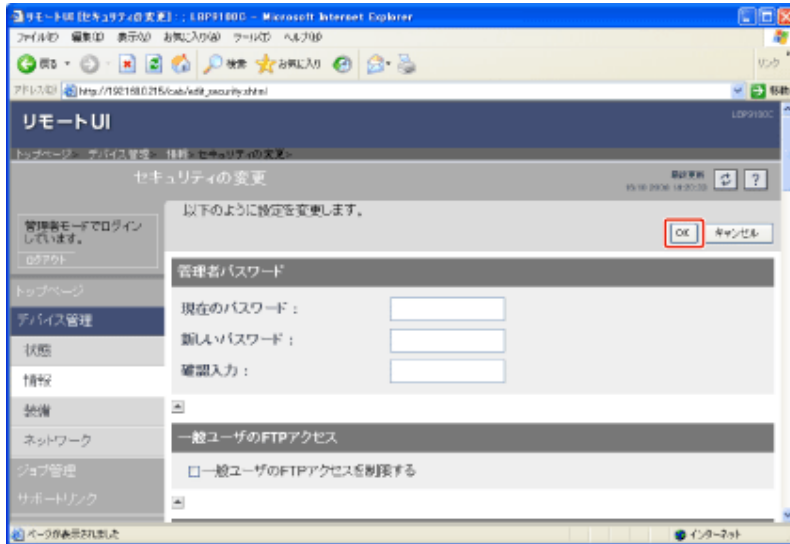 リモートUI [セキュリティの変更] : ; LBP9100C - Microsoft Internet Explorer
ファイル(F) 編集(E) 表示(V) お気に入り(A) ツール(T) ヘルプ(H)
戻る 検索 お気に入り リンク
アドレス(D) http://192.168.0.215/cab/edit_security.shtml 移動
リモートUI LBP9100C
トップページ> デバイス管理> 情報> セキュリティの変更>
セキュリティの変更 最終更新
以下のように設定を変更します。
管理者モードでログイン
しています。
OK キャンセル
ログアウト
管理者パスワード
トップページ
現在のパスワード :
デバイス管理
新しいパスワード :
状態
確認入力 :
情報
装備
一般ユーザのFTPアクセス
ネットワーク
一般ユーザのFTPアクセスを制限する
ジョブ管理
サポートリンク
ページが表示されました インターネット